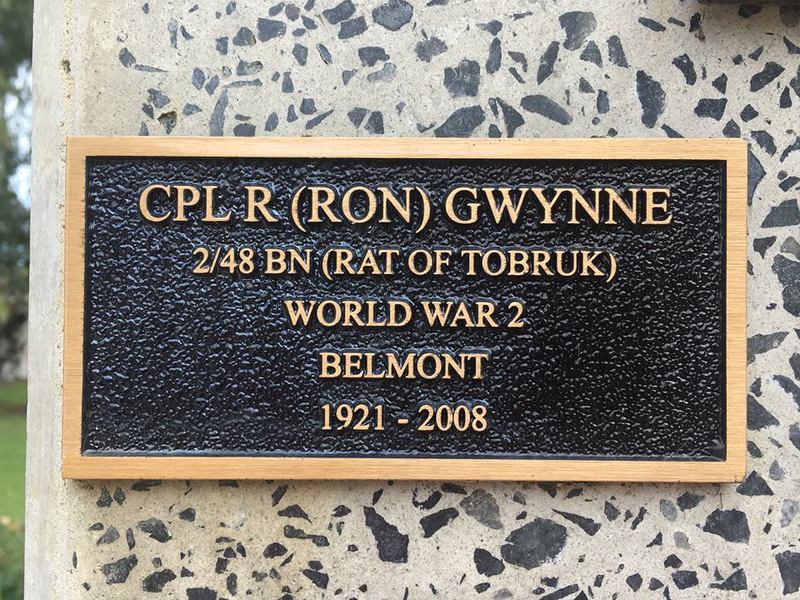 CPL R (RON) GWYNNE
2/48 BN (RAT OF TOBRUK)
WORLD WAR 2
BELMONT
1921 - 2008